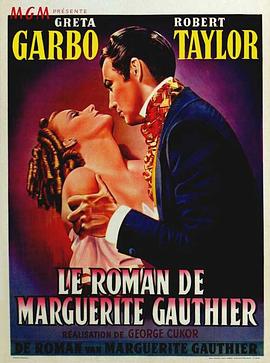 MGM PRÉSENTE
GRETA ROBERT
GARBO TAYLOR
LE ROMAN DE
MARGUERITE GAUTHIER
RÉALISATION DE GEORGE CUKOR
DE ROMAN VAN MARGUERITE GAUTHIER